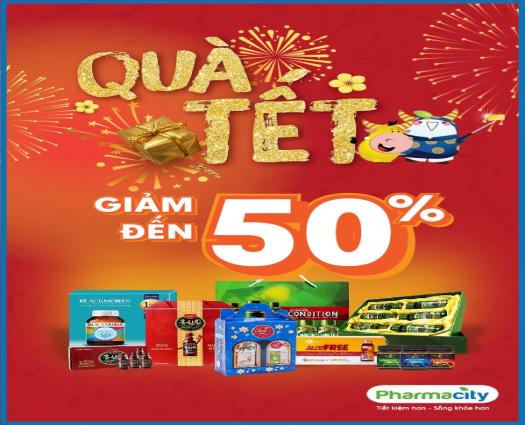 QUÀ
TẾT
GIẢM
ĐẾN
50%
BLACKMORES
CONDITION
ALCOFREE
Pharmacity
Tiết kiệm hơn - Sống khỏe hơn